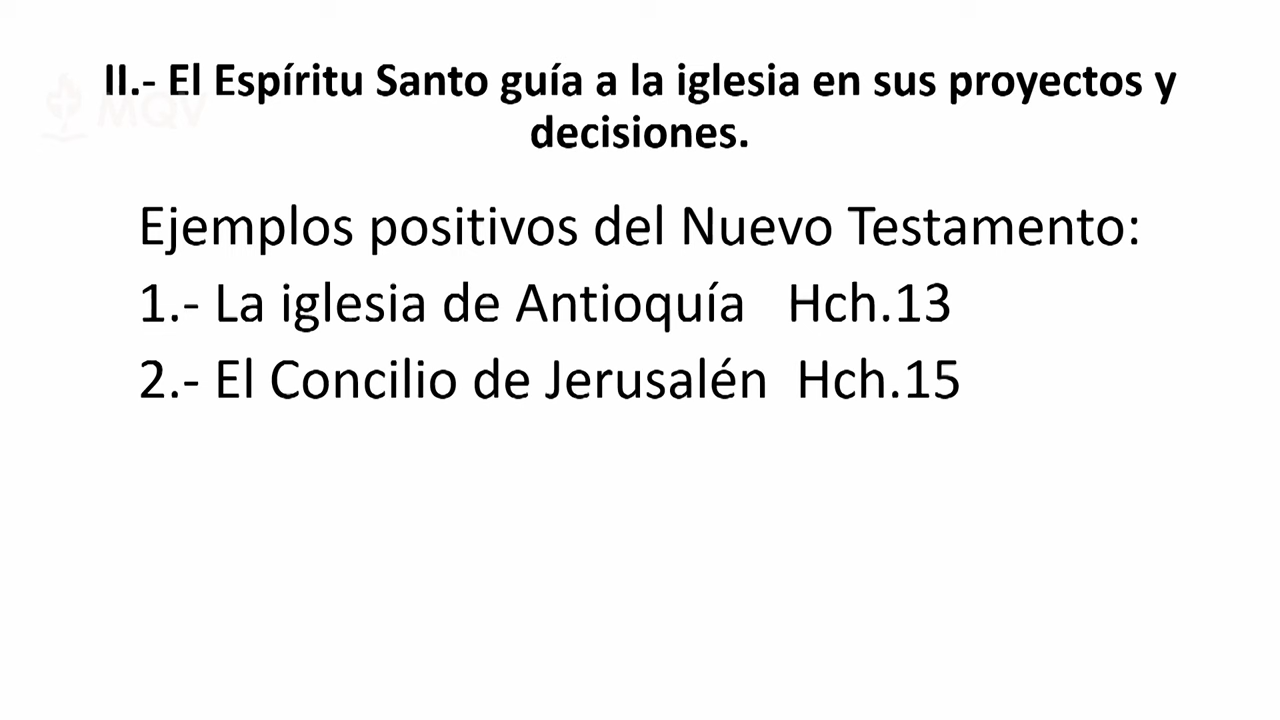 II.- El Espíritu Santo guía a la iglesia en sus proyectos y
decisiones.
MQV
Ejemplos positivos del Nuevo Testamento:
1.- La iglesia de Antioquía Hch.13
2.- El Concilio de Jerusalén Hch.15